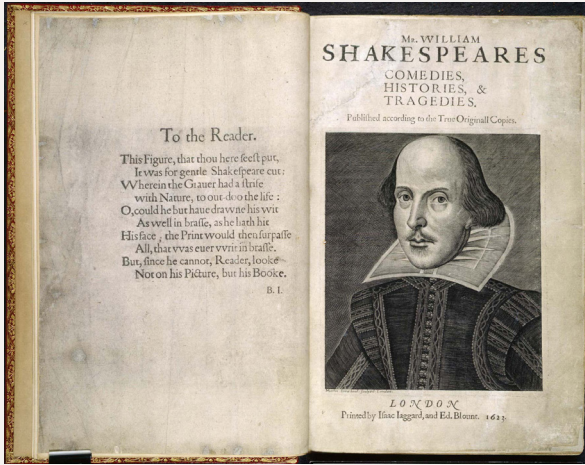 To the Reader.
This Figure, that thou here seeſt put,
It was for gentle Shakeſpeare cut;
Wherein the Grauer had a ſtrife
with Nature, to out-doo the life :
O, could he but haue drawne his wit
As well in braſſe, as he hath hit
His face , the Print would then ſurpaſſe
All, that vvas euer vvrit in braſſe.
But, ſince he cannot, Reader, looke
Not on his Picture, but his Booke.
B. I.
Mr. WILLIAM
SHAKESPEARES
COMEDIES,
HISTORIES, &
TRAGEDIES.
Publiſhed according to the True Originall Copies.
LONDON
Printed by Iſaac Iaggard, and Ed. Blount. 1623